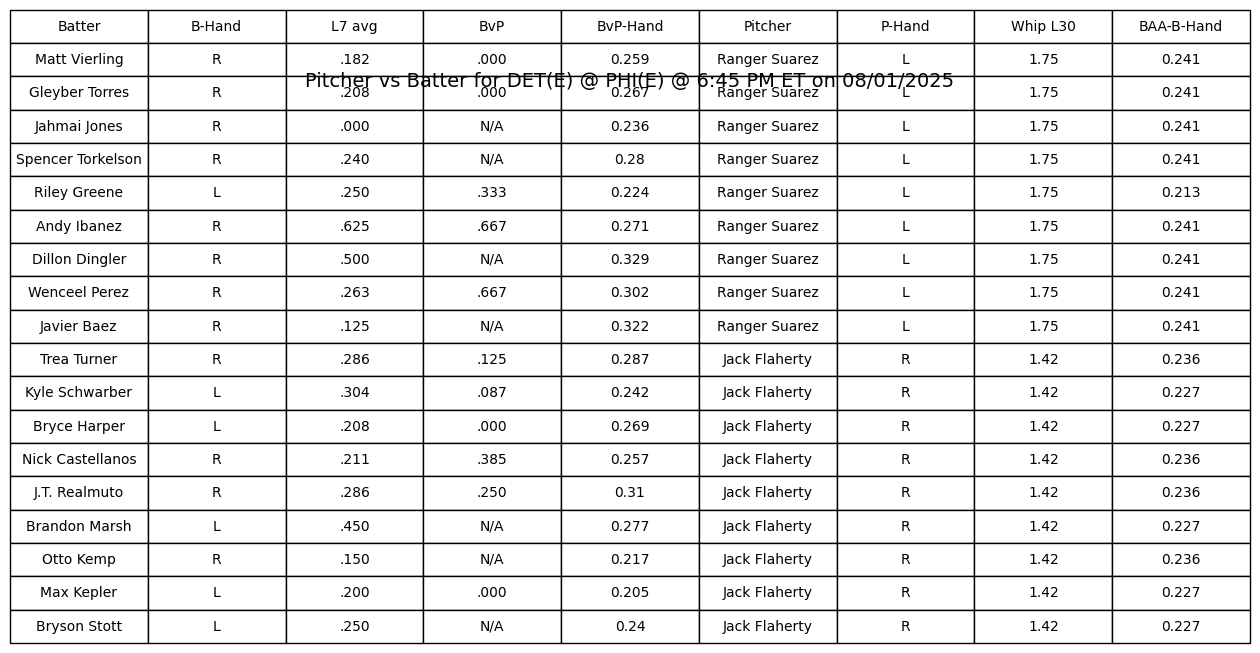 Batter B-Hand L7 avg BvP BvP-Hand Pitcher P-Hand Whip L30 BAA-B-Hand
Matt Vierling R .182 .000 0.259 Ranger Suarez L 1.75 0.241
Pitcher vs Batter for DET(E) @ PHI(E) @ 6:45 PM ET on 08/01/2025
Gleyber Torres R .208 .000 0.267 Ranger Suarez L 1.75 0.241
Jahmai Jones R .000 N/A 0.236 Ranger Suarez L 1.75 0.241
Spencer Torkelson R .240 N/A 0.28 Ranger Suarez L 1.75 0.241
Riley Greene L .250 .333 0.224 Ranger Suarez L 1.75 0.213
Andy Ibanez R .625 .667 0.271 Ranger Suarez L 1.75 0.241
Dillon Dingler R .500 N/A 0.329 Ranger Suarez L 1.75 0.241
Wenceel Perez R .263 .667 0.302 Ranger Suarez L 1.75 0.241
Javier Baez R .125 N/A 0.322 Ranger Suarez L 1.75 0.241
Trea Turner R .286 .125 0.287 Jack Flaherty R 1.42 0.236
Kyle Schwarber L .304 .087 0.242 Jack Flaherty R 1.42 0.227
Bryce Harper L .208 .000 0.269 Jack Flaherty R 1.42 0.227
Nick Castellanos R .211 .385 0.257 Jack Flaherty R 1.42 0.236
J.T. Realmuto R .286 .250 0.31 Jack Flaherty R 1.42 0.236
Brandon Marsh L .450 N/A 0.277 Jack Flaherty R 1.42 0.227
Otto Kemp R .150 N/A 0.217 Jack Flaherty R 1.42 0.236
Max Kepler L .200 .000 0.205 Jack Flaherty R 1.42 0.227
Bryson Stott L .250 N/A 0.24 Jack Flaherty R 1.42 0.227